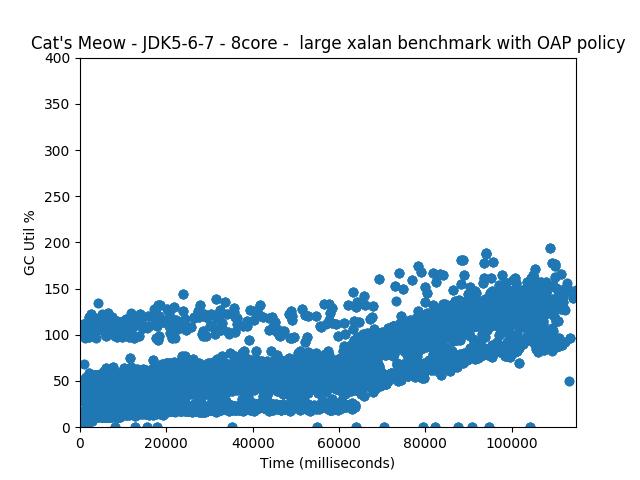 Cat's Meow - JDK5-6-7 - 8core -  large xalan benchmark with OAP policy
400
350
300
250
200
150
100
50
0
GC Util %
0 20000 40000 60000 80000 100000
Time (milliseconds)